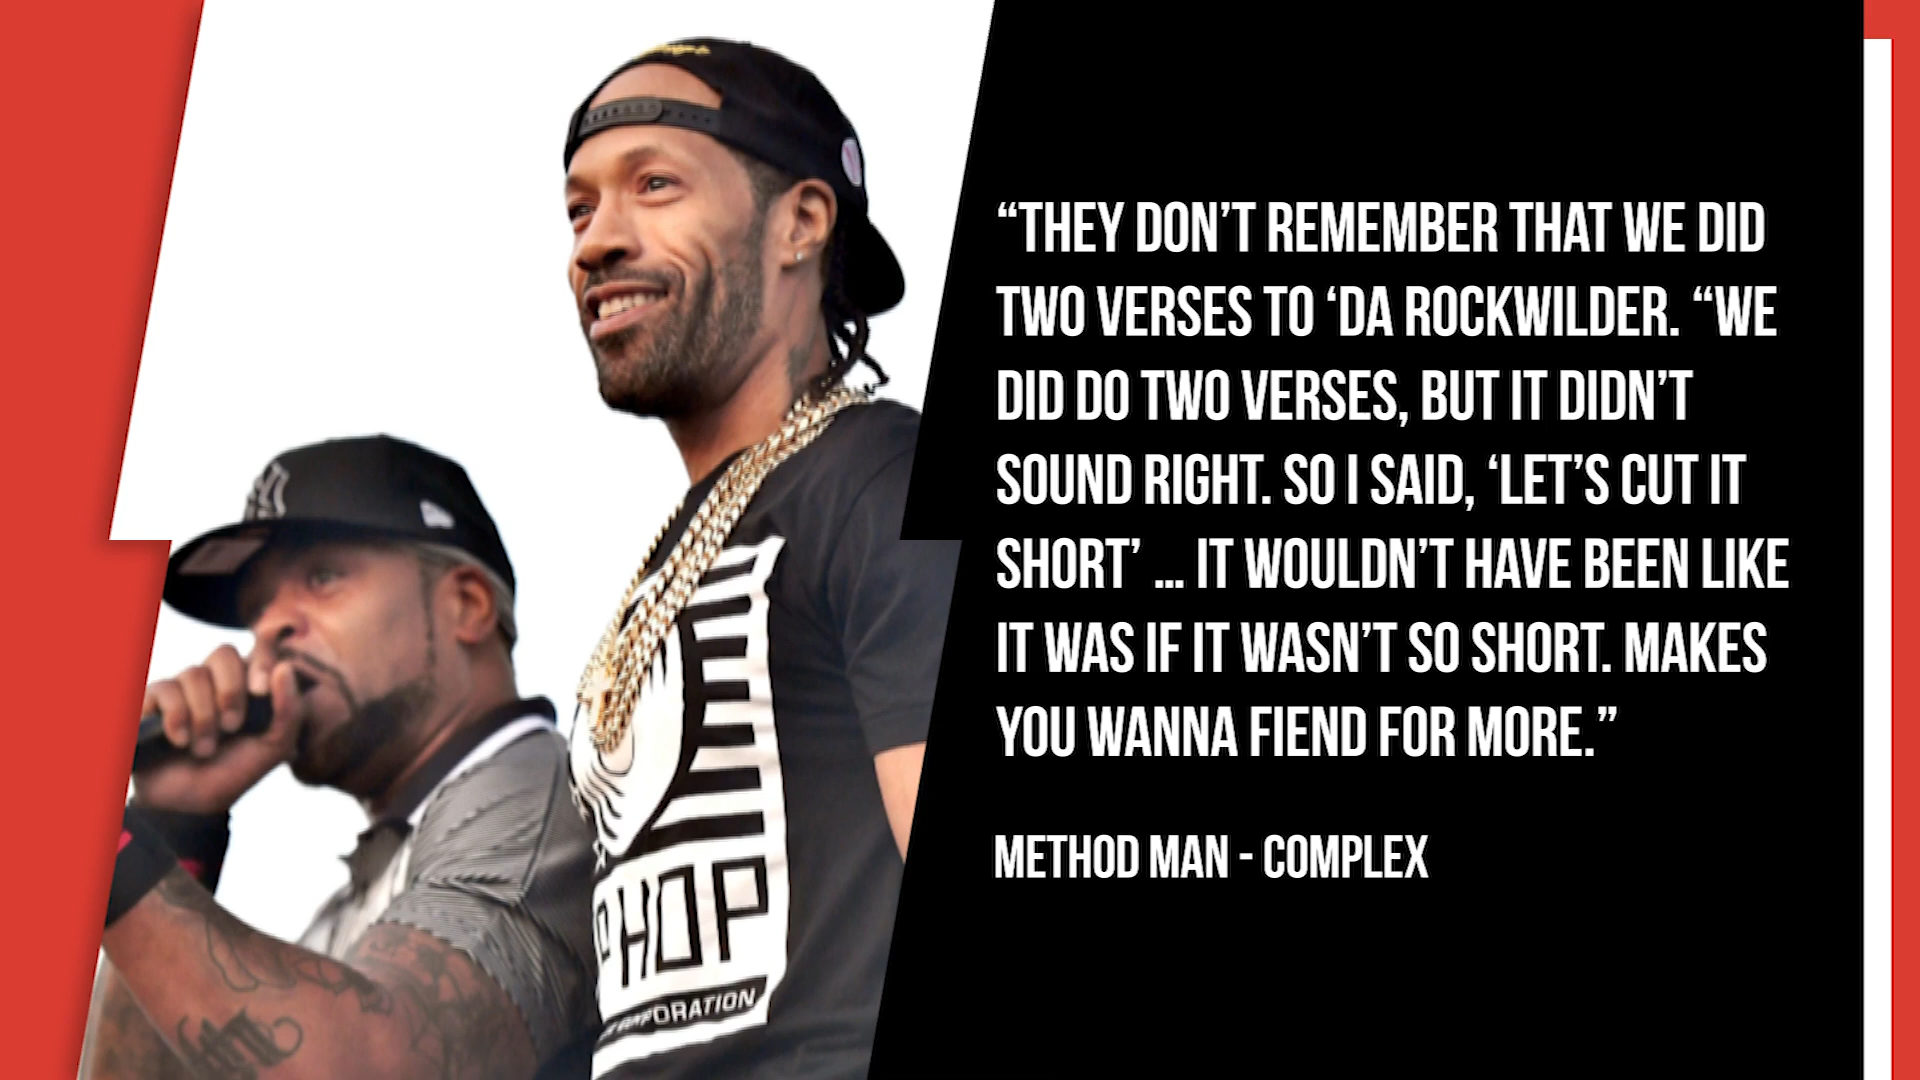 “THEY DON’T REMEMBER THAT WE DID
TWO VERSES TO ‘DA ROCKWILDER. “WE
DID DO TWO VERSES, BUT IT DIDN’T
SOUND RIGHT. SO I SAID, ‘LET’S CUT IT
SHORT’ ... IT WOULDN’T HAVE BEEN LIKE
IT WAS IF IT WASN’T SO SHORT. MAKES
YOU WANNA FIEND FOR MORE.”
METHOD MAN - COMPLEX
HOP